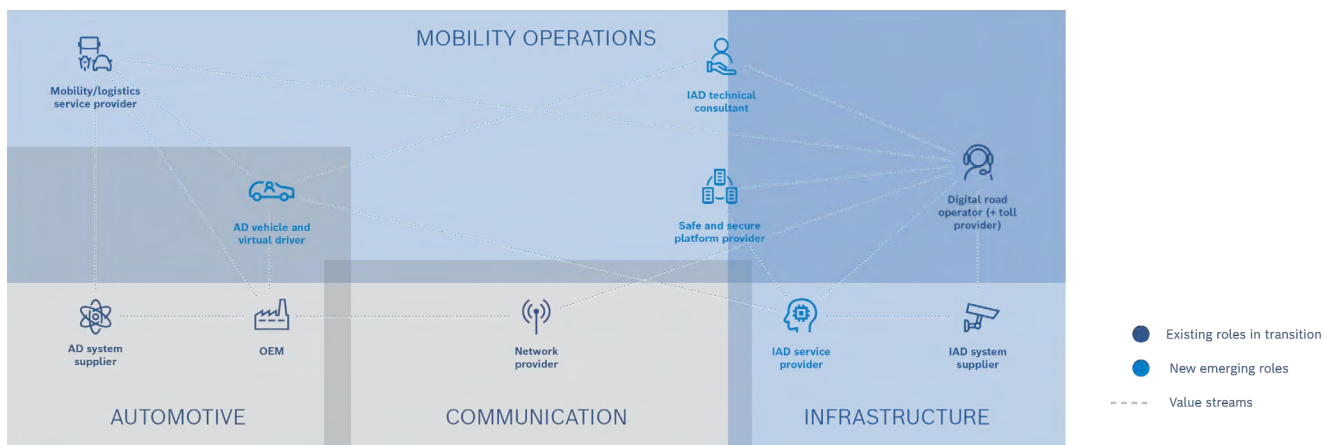 MOBILITY OPERATIONS
Mobility/logistics
service provider
IAD technical
consultant
AD vehicle and
virtual driver
Safe and secure
platform provider
Digital road
operator (+ toll
provider)
AD system
supplier
OEM
Network
provider
IAD service
provider
IAD system
supplier
AUTOMOTIVE
COMMUNICATION
INFRASTRUCTURE
Existing roles in transition
New emerging roles
Value streams